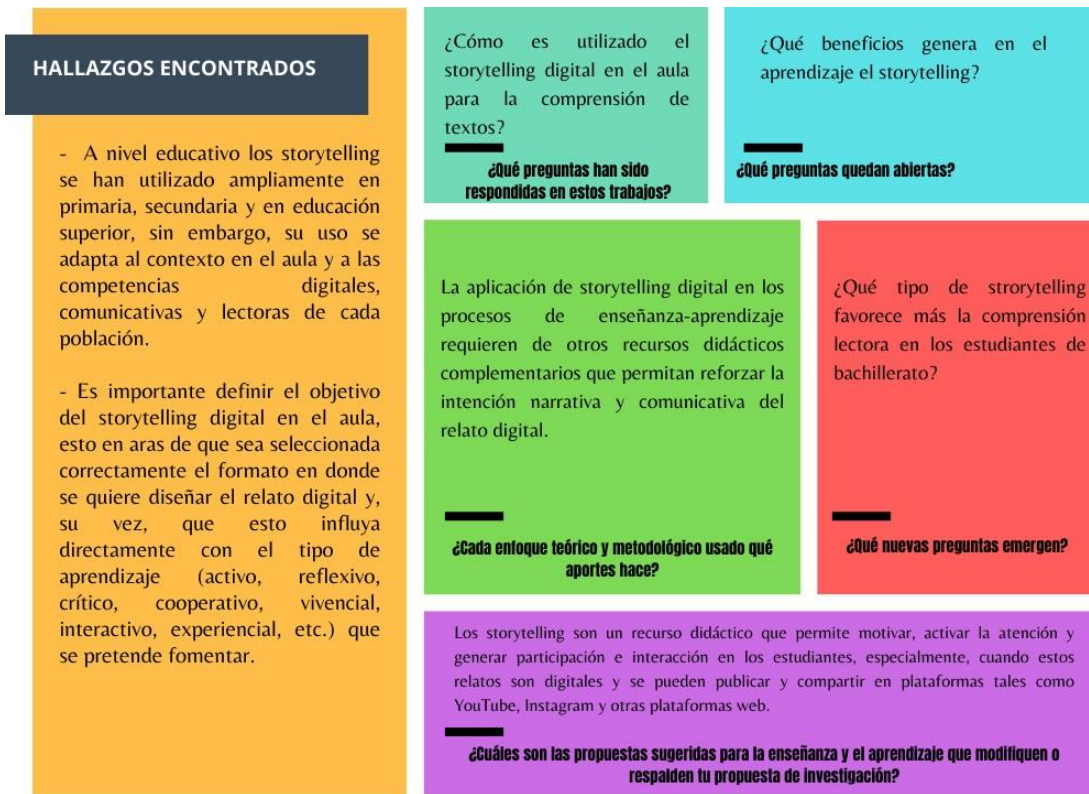 HALLAZGOS ENCONTRADOS
- A nivel educativo los storytelling
se han utilizado ampliamente en
primaria, secundaria y en educación
superior, sin embargo, su uso se
adapta al contexto en el aula y a las
competencias digitales,
comunicativas y lectoras de cada
población.
- Es importante definir el objetivo
del storytelling digital en el aula,
esto en aras de que sea seleccionada
correctamente el formato en donde
se quiere diseñar el relato digital y,
su vez, que esto influya
directamente con el tipo de
aprendizaje (activo, reflexivo,
crítico, cooperativo, vivencial,
interactivo, experiencial, etc.) que
se pretende fomentar.
¿Cómo es utilizado el
storytelling digital en el aula
para la comprensión de
textos?
¿Qué preguntas han sido
respondidas en estos trabajos?
¿Qué beneficios genera en el
aprendizaje el storytelling?
¿Qué preguntas quedan abiertas?
La aplicación de storytelling digital en los
procesos de enseñanza-aprendizaje
requieren de otros recursos didácticos
complementarios que permitan reforzar la
intención narrativa y comunicativa del
relato digital.
¿Cada enfoque teórico y metodológico usado qué
aportes hace?
¿Qué tipo de strorytelling
favorece más la comprensión
lectora en los estudiantes de
bachillerato?
¿Qué nuevas preguntas emergen?
Los storytelling son un recurso didáctico que permite motivar, activar la atención y
generar participación e interacción en los estudiantes, especialmente, cuando estos
relatos son digitales y se pueden publicar y compartir en plataformas tales como
YouTube, Instagram y otras plataformas web.
¿Cuáles son las propuestas sugeridas para la enseñanza y el aprendizaje que modifiquen o
respalden tu propuesta de investigación?